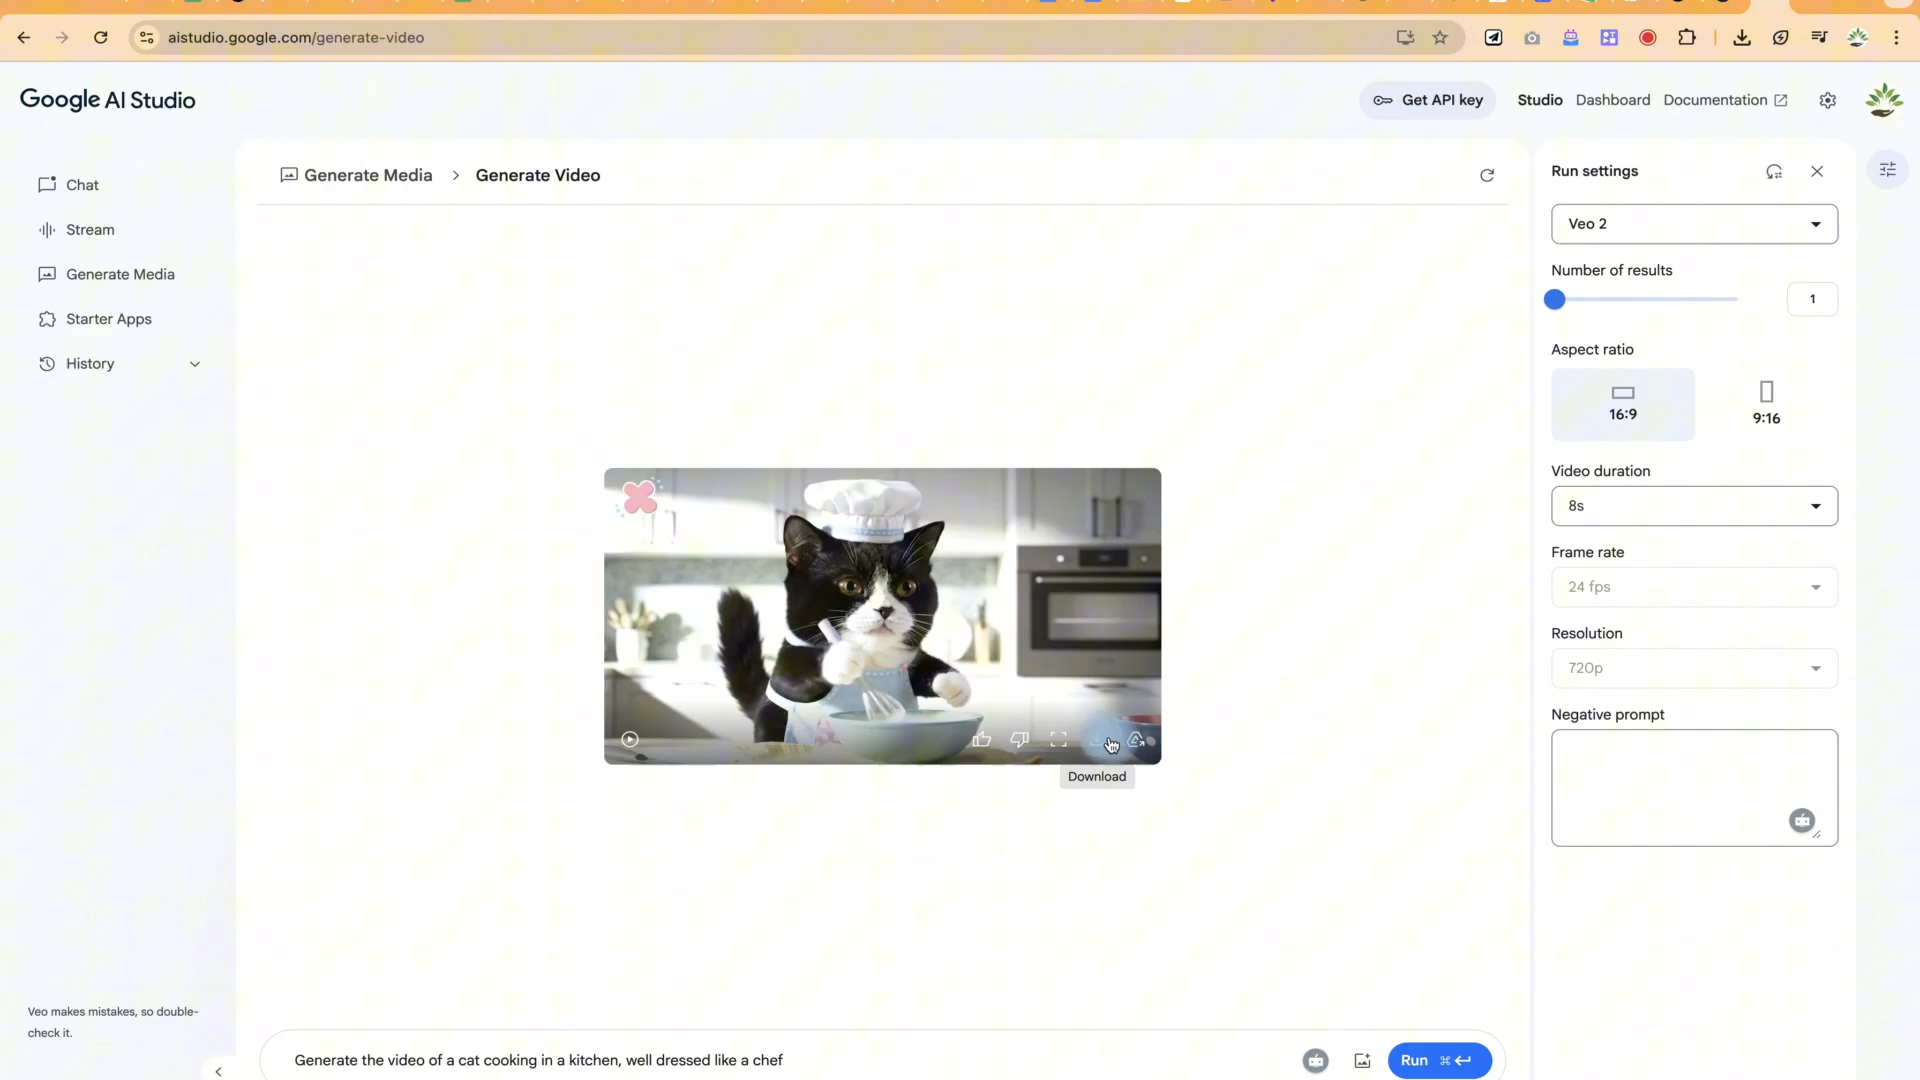 aistudio.google.com/generate-video
Google AI Studio
Get API key
Studio
Dashboard
Documentation
Chat
Stream
Generate Media
Starter Apps
History
Generate Media > Generate Video
Download
Run settings
Veo 2
Number of results
1
Aspect ratio
16:9
9:16
Video duration
8s
Frame rate
24 fps
Resolution
720p
Negative prompt
Veo makes mistakes, so double-
check it.
Generate the video of a cat cooking in a kitchen, well dressed like a chef
Run ⌘ ↵